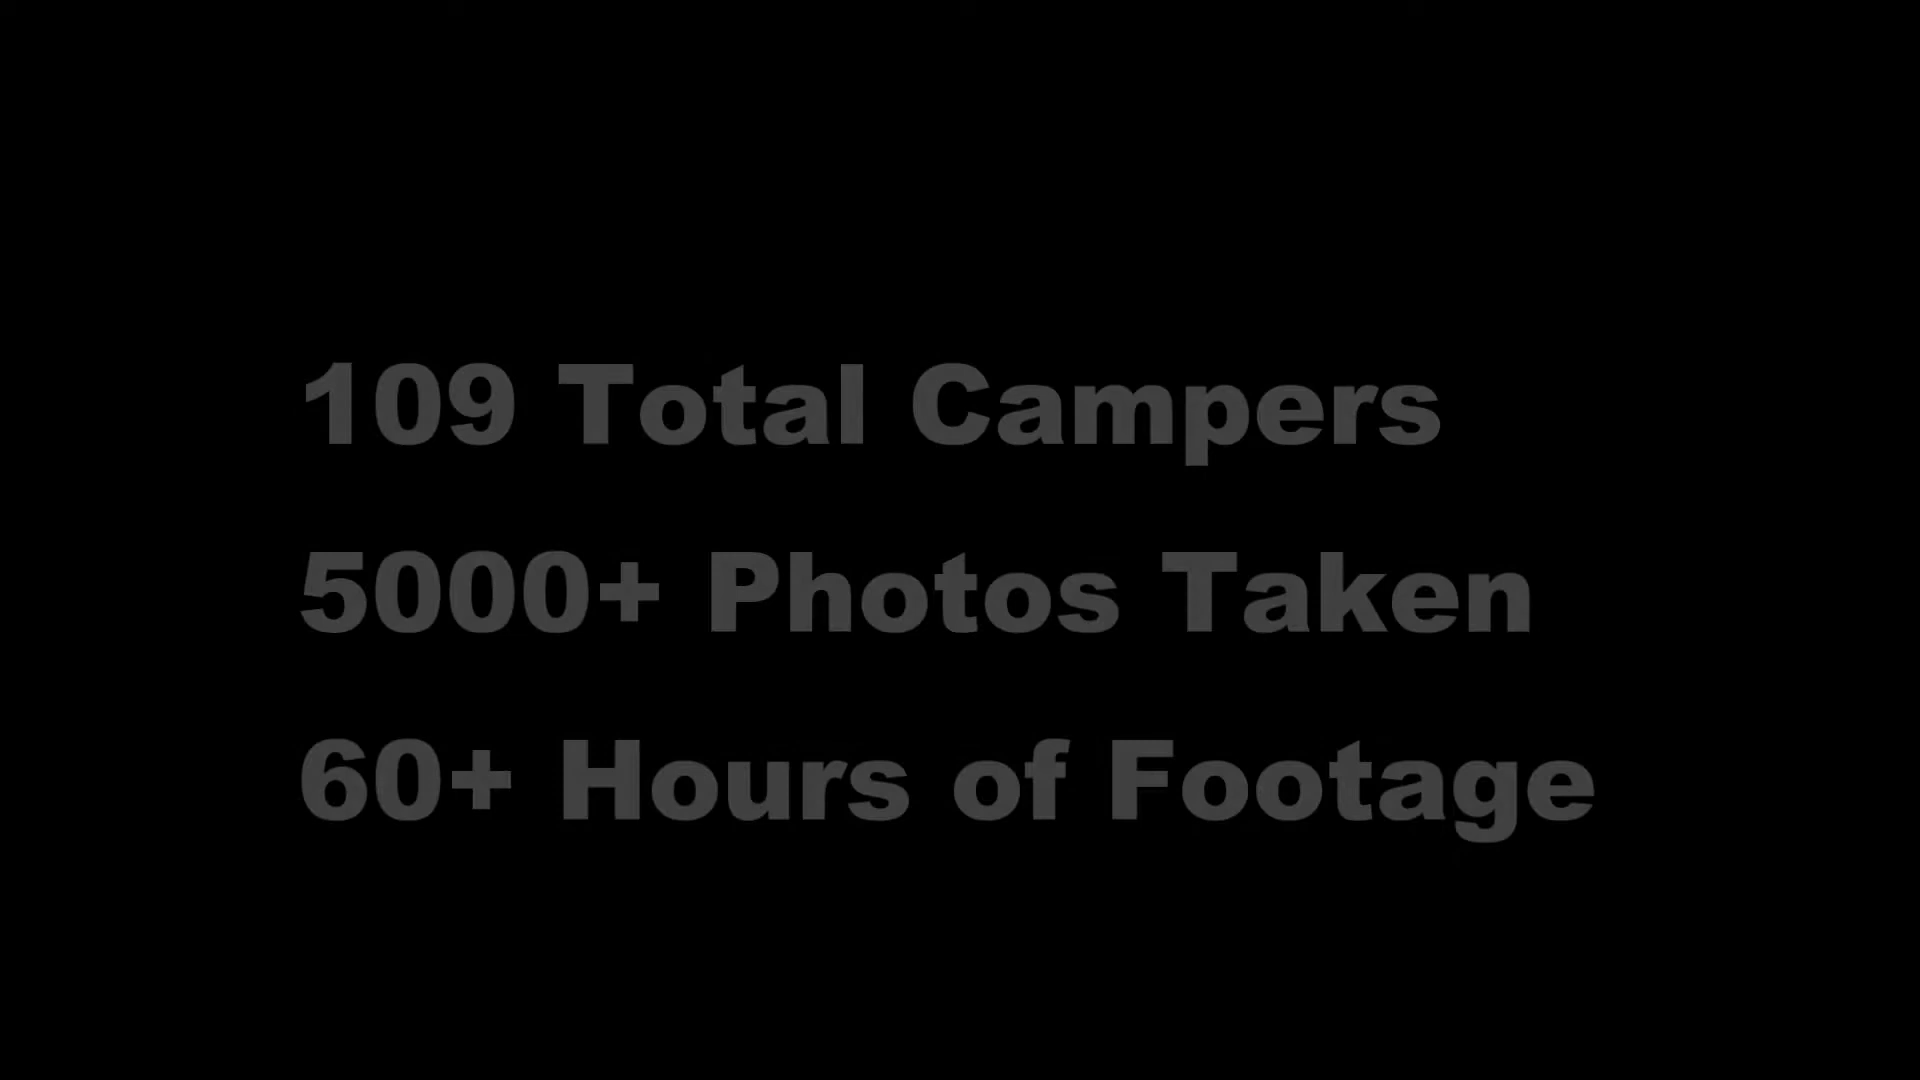 109 Total Campers
5000+ Photos Taken
60+ Hours of Footage